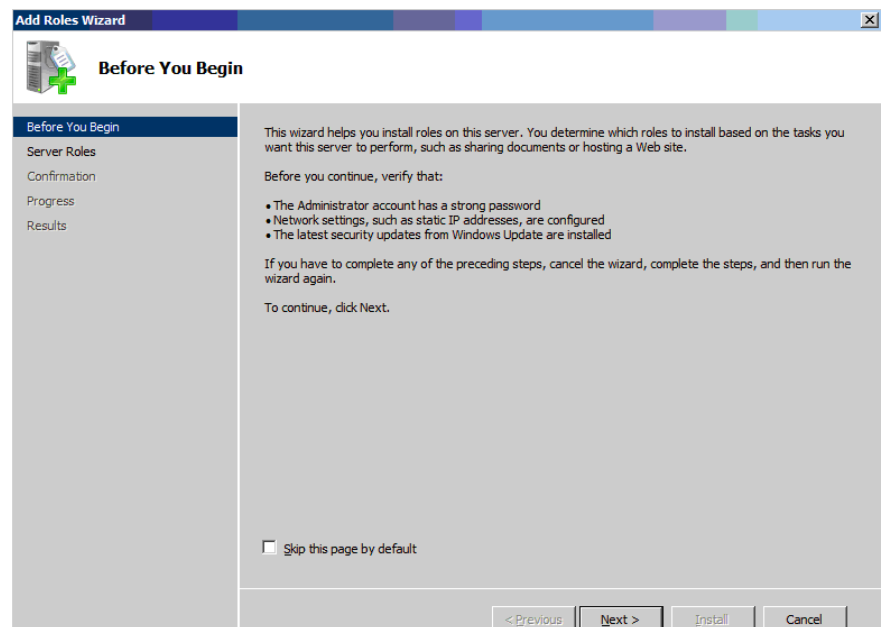 Add Roles Wizard
Before You Begin
Before You Begin
Server Roles
Confirmation
Progress
Results
This wizard helps you install roles on this server. You determine which roles to install based on the tasks you
want this server to perform, such as sharing documents or hosting a Web site.
Before you continue, verify that:
• The Administrator account has a strong password
• Network settings, such as static IP addresses, are configured
• The latest security updates from Windows Update are installed
If you have to complete any of the preceding steps, cancel the wizard, complete the steps, and then run the
wizard again.
To continue, click Next.
Skip this page by default
< Previous
Next >
Install
Cancel